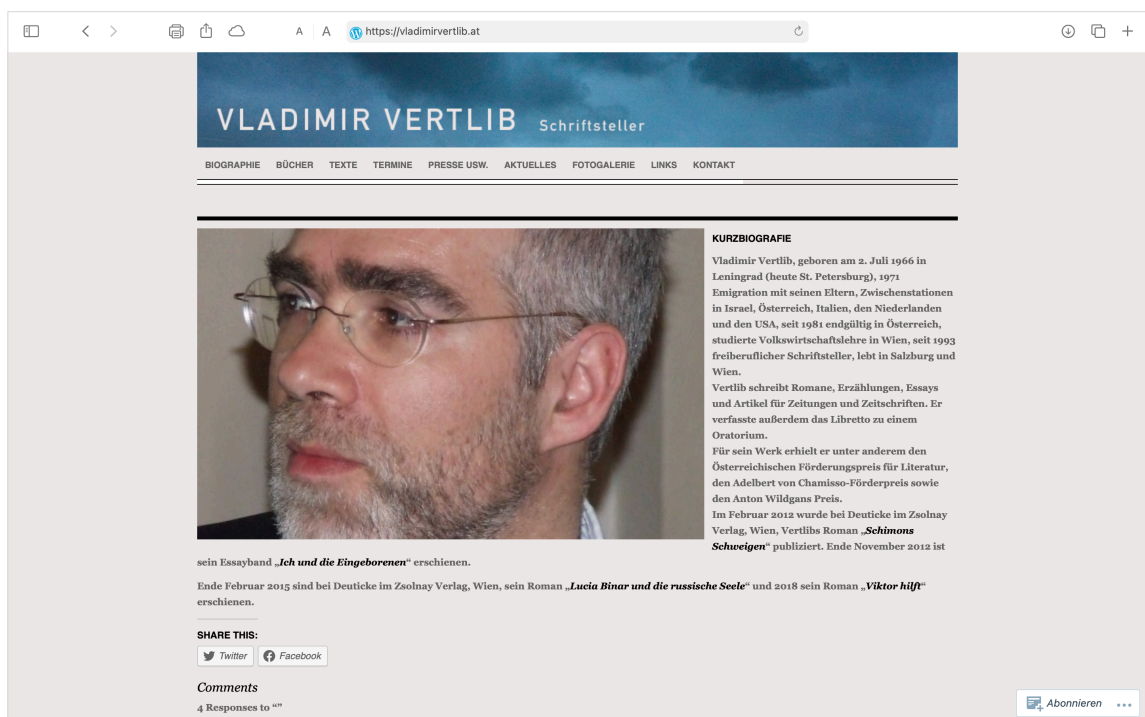 A A https://vladimirvertlib.at
VLADIMIR VERTLIB Schriftsteller
BIOGRAPHIE BÜCHER TEXTE TERMINE PRESSE USW. AKTUELLES FOTOGALERIE LINKS KONTAKT
KURZBIOGRAFIE
Vladimir Vertlib, geboren am 2. Juli 1966 in
Leningrad (heute St. Petersburg), 1971
Emigration mit seinen Eltern, Zwischenstationen
in Israel, Österreich, Italien, den Niederlanden
und den USA, seit 1981 endgültig in Österreich,
studierte Volkswirtschaftslehre in Wien, seit 1993
freiberuflicher Schriftsteller, lebt in Salzburg und
Wien.
Vertlib schreibt Romane, Erzählungen, Essays
und Artikel für Zeitungen und Zeitschriften. Er
verfasste außerdem das Libretto zu einem
Oratorium.
Für sein Werk erhielt er unter anderem den
Österreichischen Förderungspreis für Literatur,
den Adelbert von Chamisso-Förderpreis sowie
den Anton Wildgans Preis.
Im Februar 2012 wurde bei Deuticke im Zsolnay
Verlag, Wien, Vertlibs Roman „Schimons
Schweigen“ publiziert. Ende November 2012 ist
sein Essayband „Ich und die Eingeborenen“ erschienen.
Ende Februar 2015 sind bei Deuticke im Zsolnay Verlag, Wien, sein Roman „Lucia Binar und die russische Seele“ und 2018 sein Roman „Viktor hilft“
erschienen.
SHARE THIS:
Twitter Facebook
Comments
4 Responses to “”
Abonnieren